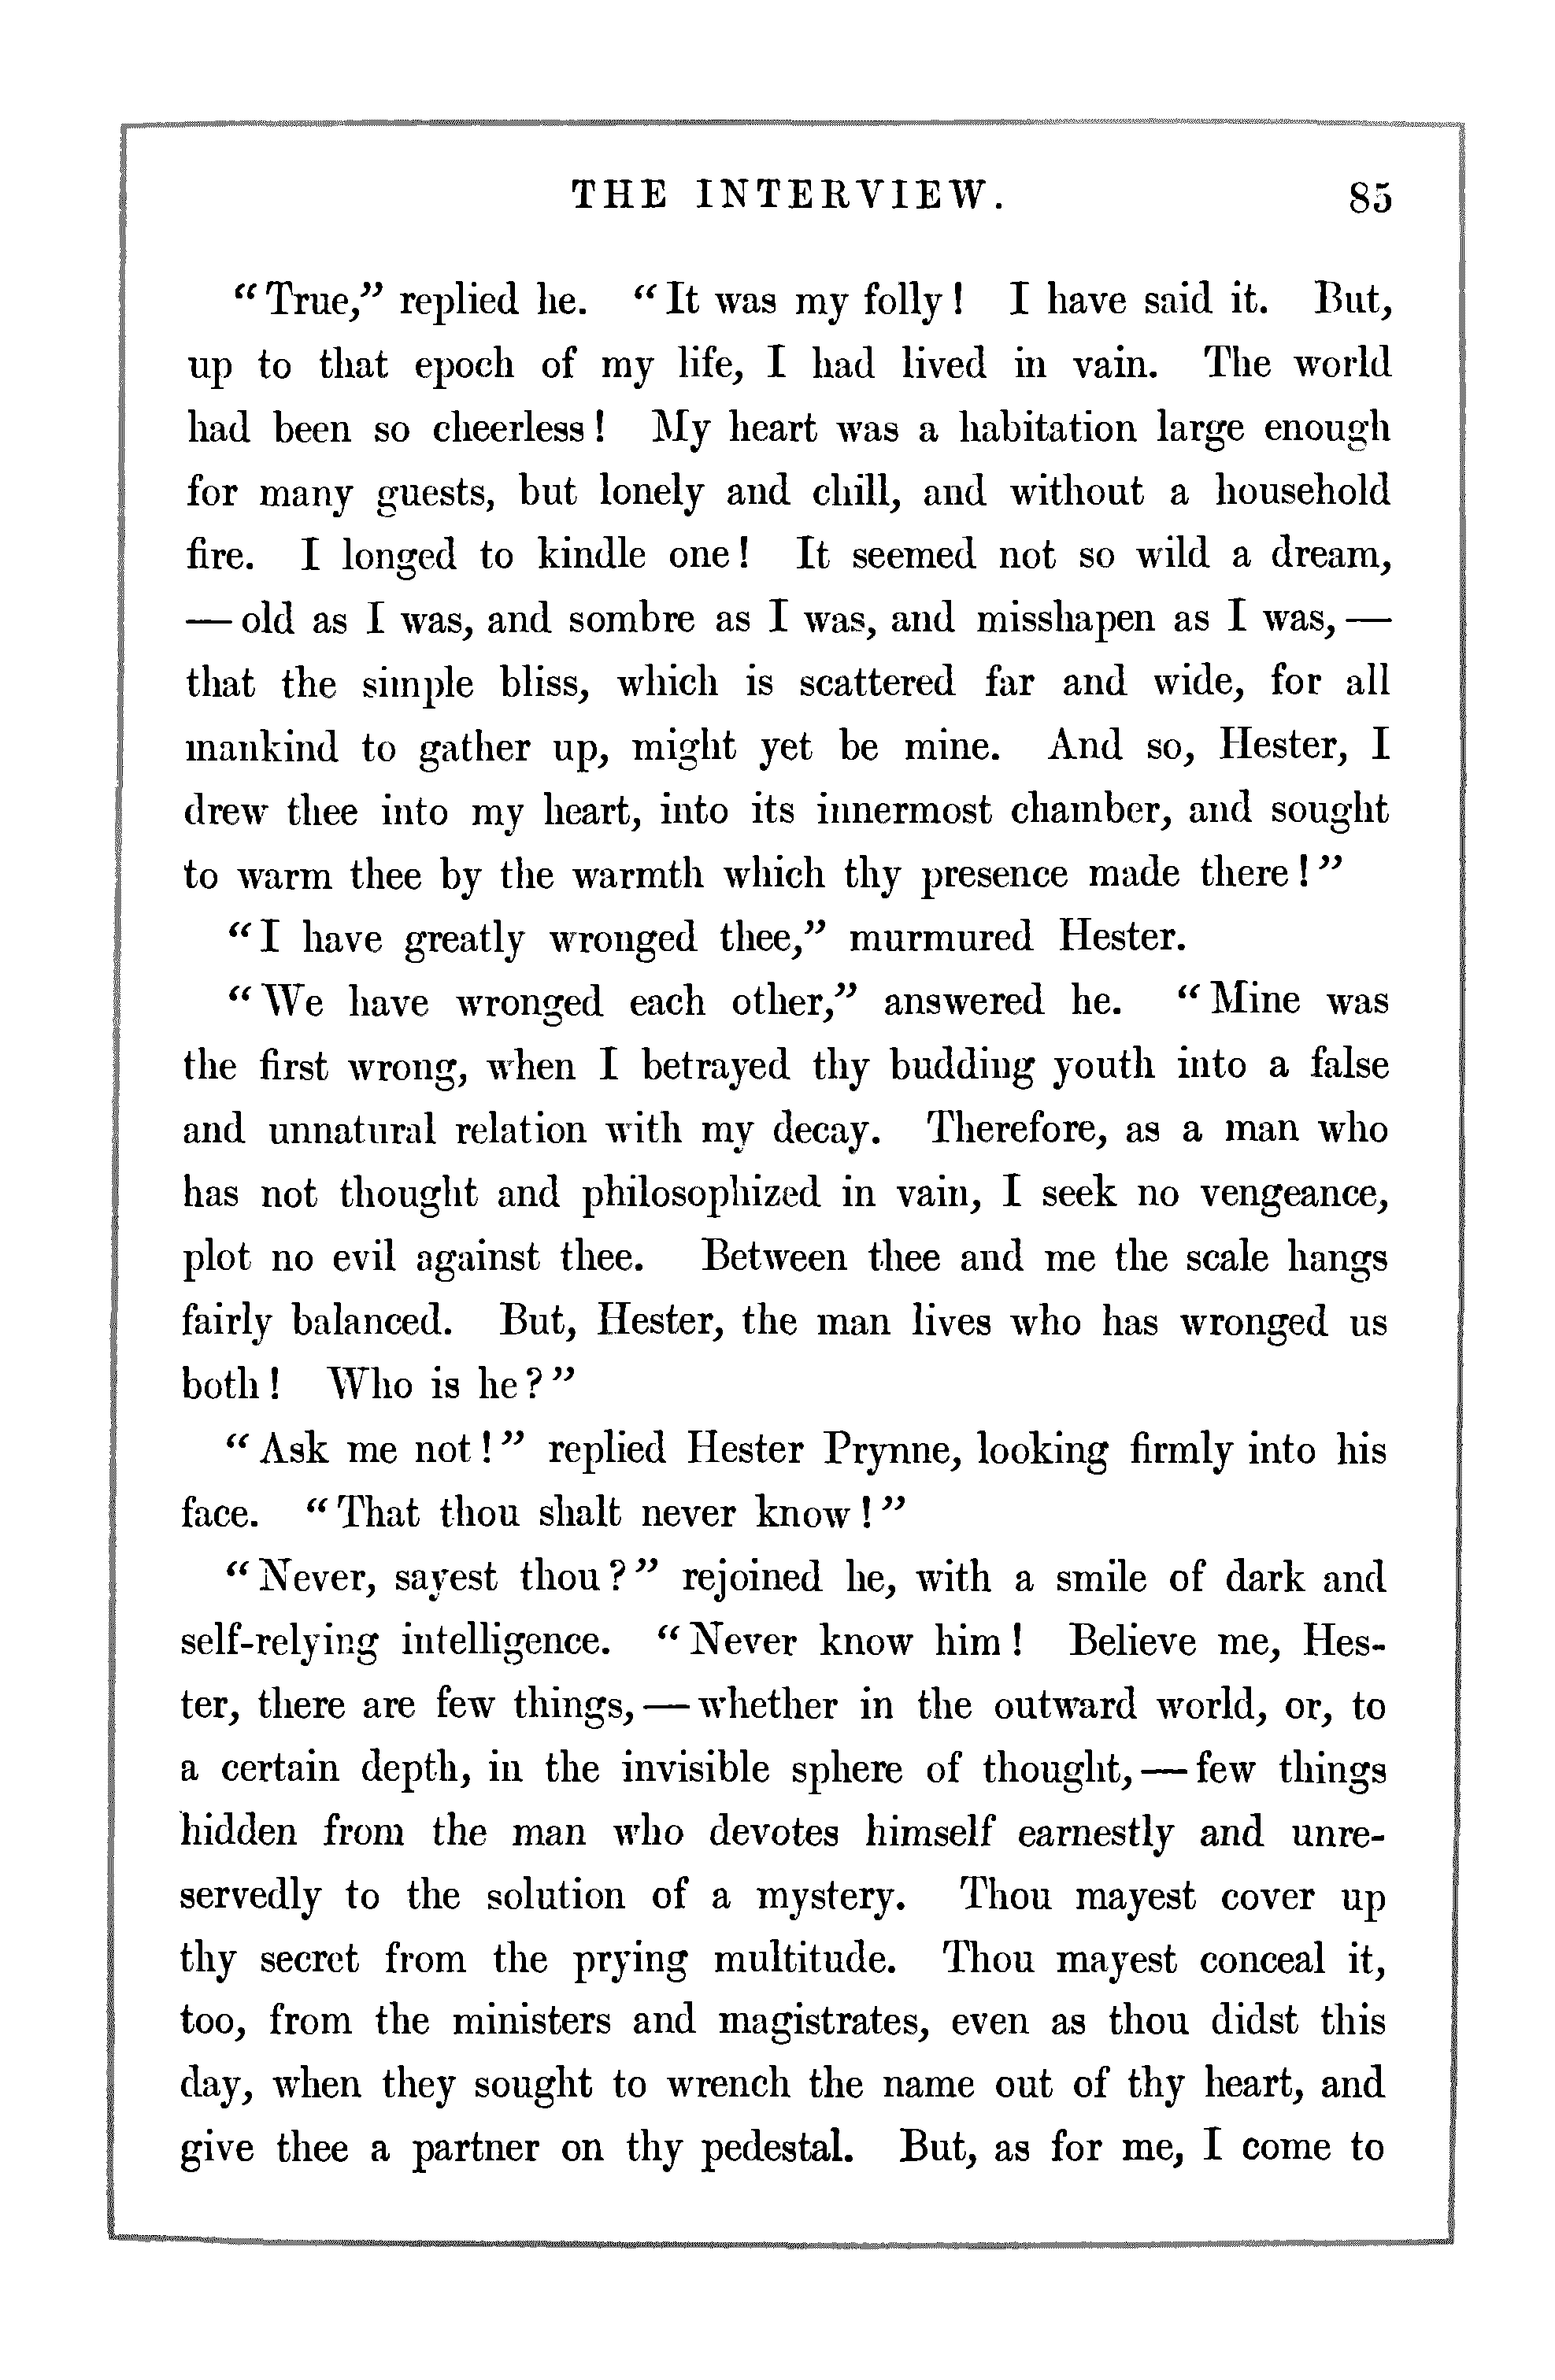 THE INTERVIEW. 85
“True,” replied he. “It was my folly! I have said it. But,
up to that epoch of my life, I had lived in vain. The world
had been so cheerless! My heart was a habitation large enough
for many guests, but lonely and chill, and without a household
fire. I longed to kindle one! It seemed not so wild a dream,
— old as I was, and sombre as I was, and misshapen as I was, —
that the simple bliss, which is scattered far and wide, for all
mankind to gather up, might yet be mine. And so, Hester, I
drew thee into my heart, into its innermost chamber, and sought
to warm thee by the warmth which thy presence made there!”
“I have greatly wronged thee,” murmured Hester.
“We have wronged each other,” answered he. “Mine was
the first wrong, when I betrayed thy budding youth into a false
and unnatural relation with my decay. Therefore, as a man who
has not thought and philosophized in vain, I seek no vengeance,
plot no evil against thee. Between thee and me the scale hangs
fairly balanced. But, Hester, the man lives who has wronged us
both! Who is he?”
“Ask me not!” replied Hester Prynne, looking firmly into his
face. “That thou shalt never know!”
“Never, sayest thou?” rejoined he, with a smile of dark and
self-relying intelligence. “Never know him! Believe me, Hes-
ter, there are few things, — whether in the outward world, or, to
a certain depth, in the invisible sphere of thought, — few things
hidden from the man who devotes himself earnestly and unre-
servedly to the solution of a mystery. Thou mayest cover up
thy secret from the prying multitude. Thou mayest conceal it,
too, from the ministers and magistrates, even as thou didst this
day, when they sought to wrench the name out of thy heart, and
give thee a partner on thy pedestal. But, as for me, I come to